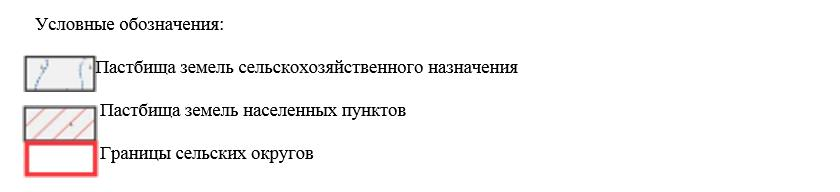 Условные обозначения:
Пастбища земель сельскохозяйственного назначения
Пастбища земель населенных пунктов
Границы сельских округов